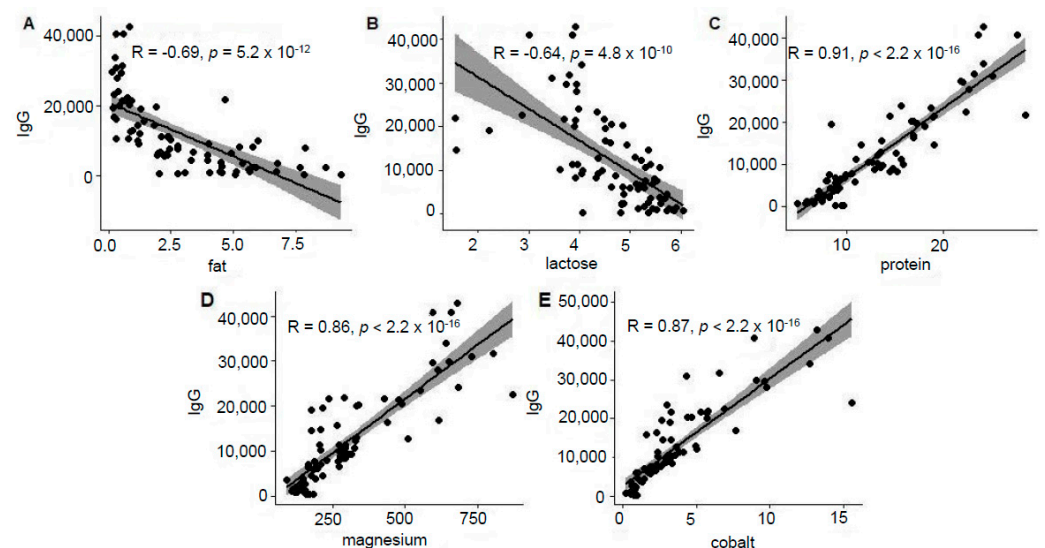 A
R = -0.69, p = 5.2 x 10-12
40,000
20,000
0
IgG
0.0 2.5 5.0 7.5
fat
B
R = -0.64, p = 4.8 x 10-10
40,000
30,000
20,000
10,000
0
IgG
2 3 4 5 6
lactose
C
R = 0.91, p < 2.2 x 10-16
40,000
30,000
20,000
10,000
0
IgG
10 20
protein
D
R = 0.86, p < 2.2 x 10-16
40,000
30,000
20,000
10,000
0
IgG
250 500 750
magnesium
E
R = 0.87, p < 2.2 x 10-16
50,000
40,000
30,000
20,000
10,000
0
IgG
0 5 10 15
cobalt